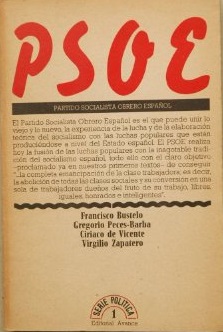 PSOE
PARTIDO SOCIALISTA OBRERO ESPAÑOL
El Partido Socialista Obrero Español es el que puede unir lo
viejo y lo nuevo, la experiencia de la lucha y de la elaboración
teórica del socialismo con las luchas populares que están
produciéndose a nivel del Estado español. El PSOE realiza
hoy la fusión de las luchas populares con la inagotable tradi-
ción del socialismo español, todo ello con el claro objetivo
—proclamado ya en nuestros primeros textos— de conseguir
"...la completa emancipación de la clase trabajadora; es decir,
la abolición de todas las clases sociales y su conversión en una
sola de trabajadores dueños del fruto de su trabajo, libres,
iguales, honrados e inteligentes".
Francisco Bustelo
Gregorio Peces-Barba
Ciriaco de Vicente
Virgilio Zapatero
SERIE POLITICA
1
Editorial Avance